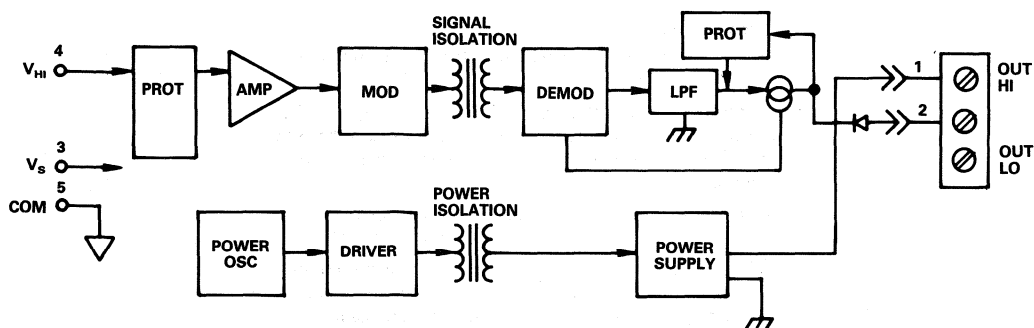 SIGNAL
ISOLATION
4
V_HI
PROT
AMP
MOD
DEMOD
LPF
PROT
1
2
OUT
HI
OUT
LO
3
V_S
5
COM
POWER
ISOLATION
POWER
OSC
DRIVER
POWER
SUPPLY